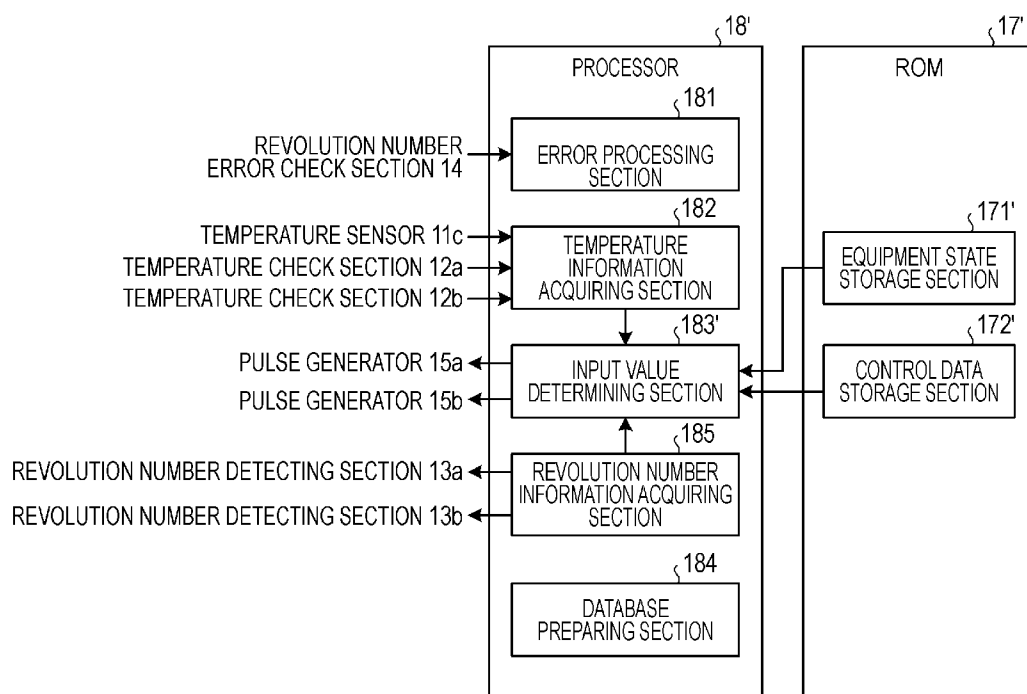 18'
PROCESSOR
17'
ROM
181
REVOLUTION NUMBER
ERROR CHECK SECTION 14
ERROR PROCESSING
SECTION
182
TEMPERATURE SENSOR 11c
TEMPERATURE CHECK SECTION 12a
TEMPERATURE CHECK SECTION 12b
TEMPERATURE
INFORMATION
ACQUIRING SECTION
171'
EQUIPMENT STATE
STORAGE SECTION
183'
PULSE GENERATOR 15a
PULSE GENERATOR 15b
INPUT VALUE
DETERMINING SECTION
172'
CONTROL DATA
STORAGE SECTION
185
REVOLUTION NUMBER DETECTING SECTION 13a
REVOLUTION NUMBER DETECTING SECTION 13b
REVOLUTION NUMBER
INFORMATION ACQUIRING
SECTION
184
DATABASE
PREPARING SECTION